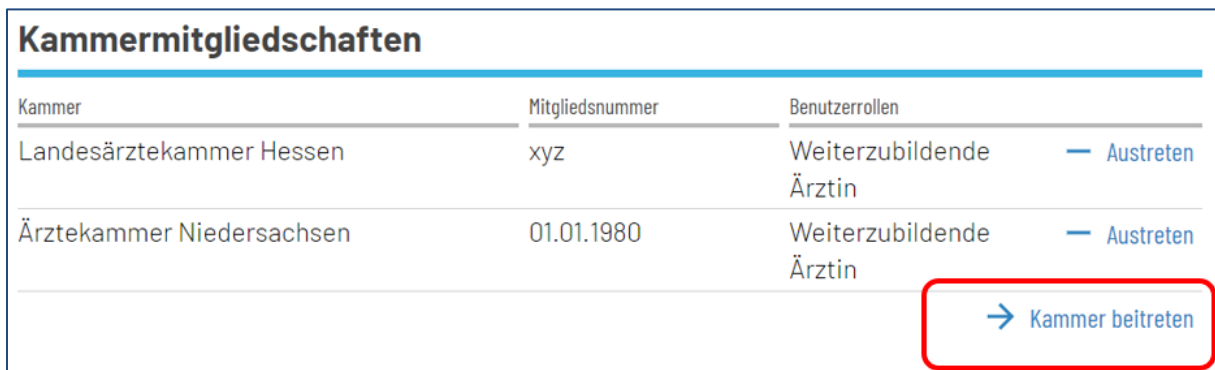 Kammermitgliedschaften
Kammer Mitgliedsnummer Benutzerrollen
Landesärztekammer Hessen xyz Weiterzubildende — Austreten
Ärztin
Ärztekammer Niedersachsen 01.01.1980 Weiterzubildende — Austreten
Ärztin
→ Kammer beitreten